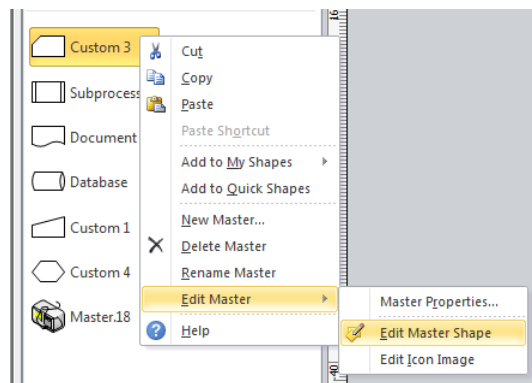 Custom 3
Subprocess
Document
Database
Custom 1
Custom 4
Master.18
Cut
Copy
Paste
Paste Shortcut
Add to My Shapes
Add to Quick Shapes
New Master...
Delete Master
Rename Master
Edit Master
Help
Master Properties...
Edit Master Shape
Edit Icon Image
16
-40